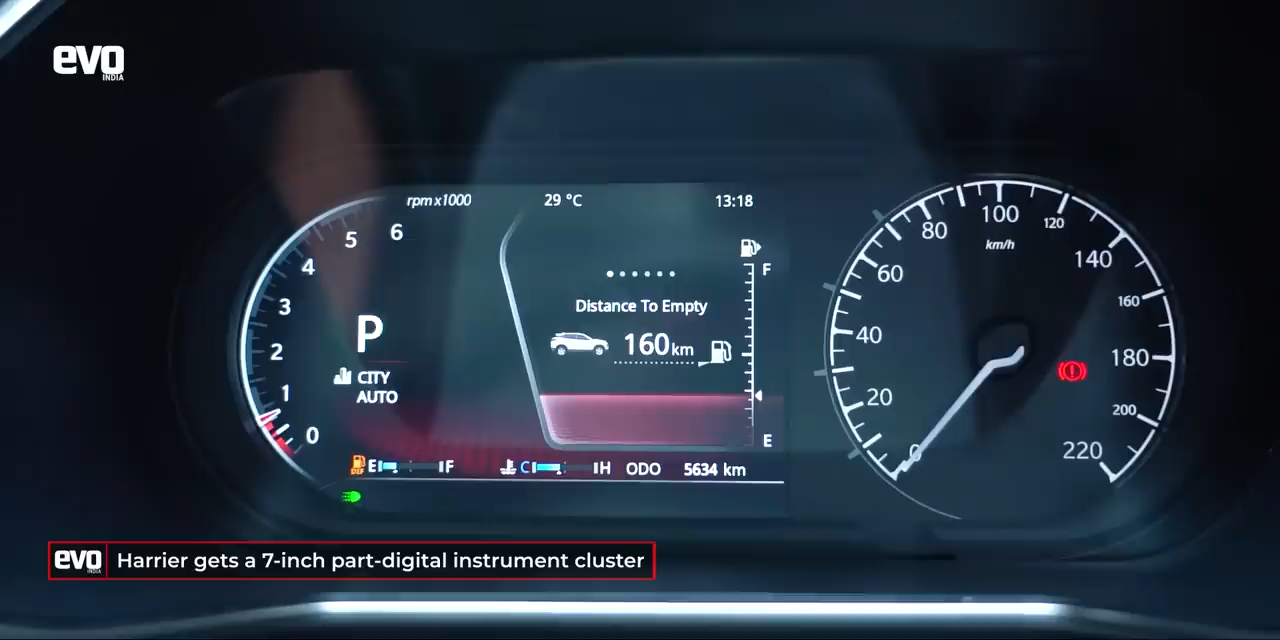 evo
INDIA
rpm x1000
29 °C
13:18
0
1
2
3
4
5
6
P
CITY
AUTO
Distance To Empty
160 km
F
E
DEF E F
C H
ODO 5634 km
0
20
40
60
80
100
120
140
160
180
200
220
km/h
evo
INDIA
Harrier gets a 7-inch part-digital instrument cluster